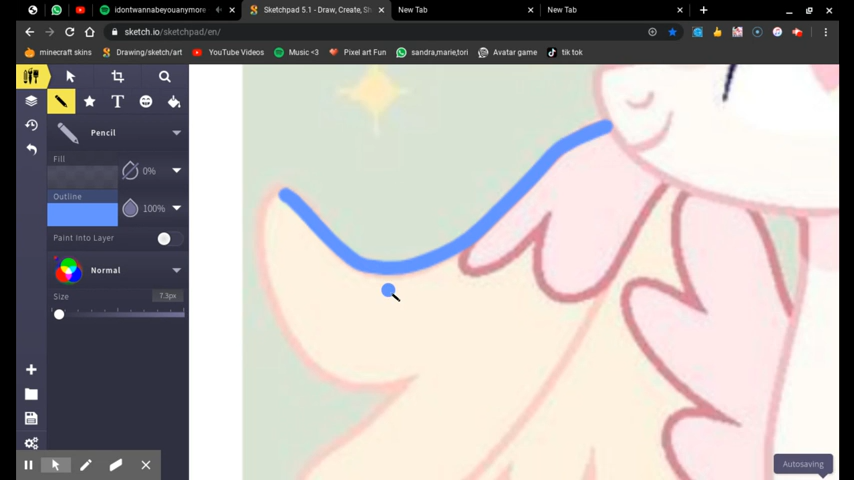 idontwannabeyouanymore
Sketchpad 5.1 - Draw, Create, Sh
New Tab
New Tab
sketch.io/sketchpad/en/
minecraft skins
Drawing/sketch/art
YouTube Videos
Music <3
Pixel art Fun
sandra,marie,tori
Avatar game
tik tok
T
Pencil
Fill
0%
Outline
100%
Paint Into Layer
Normal
Size
7.3px
Autosaving